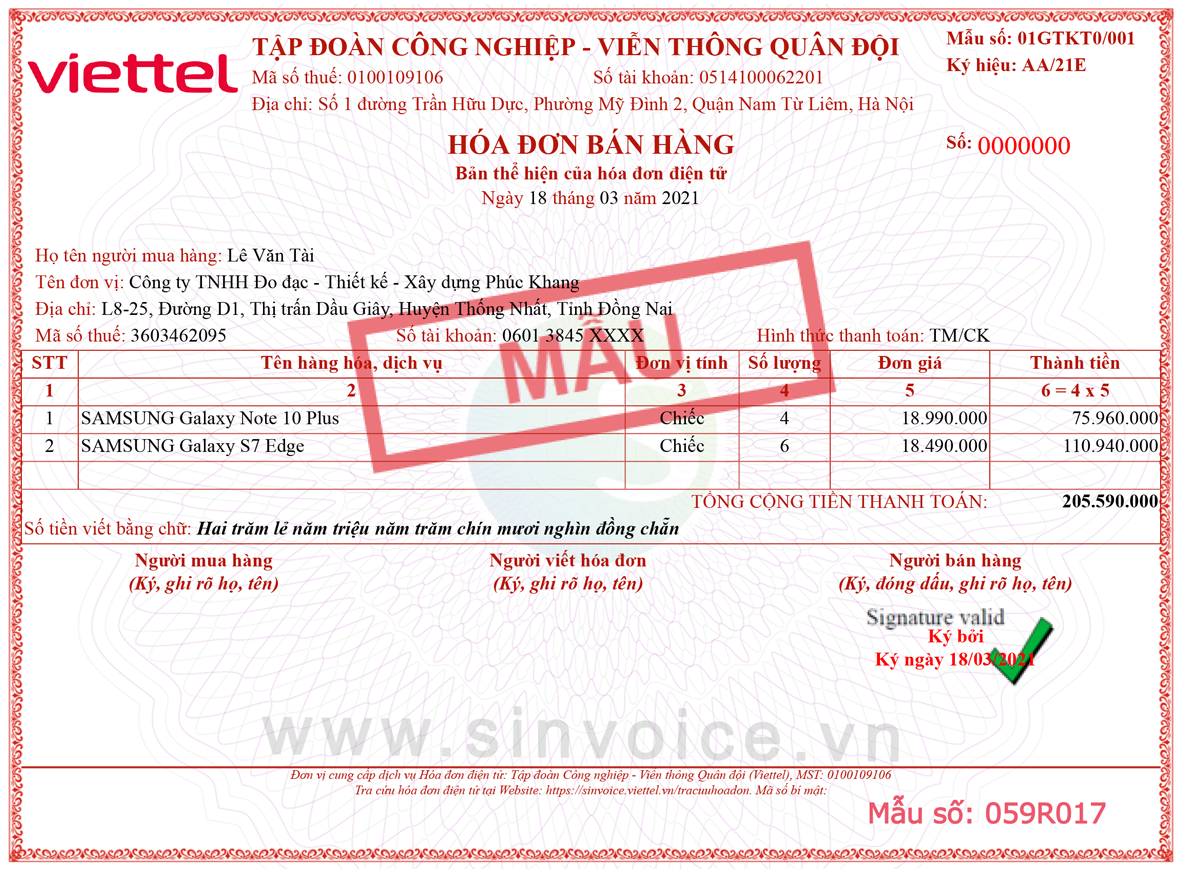 viettel
TẬP ĐOÀN CÔNG NGHIỆP - VIỄN THÔNG QUÂN ĐỘI
Mẫu số: 01GTKT0/001
Mã số thuế: 0100109106 Số tài khoản: 0514100062201
Ký hiệu: AA/21E
Địa chỉ: Số 1 đường Trần Hữu Dực, Phường Mỹ Đình 2, Quận Nam Từ Liêm, Hà Nội
HÓA ĐƠN BÁN HÀNG
Số: 0000000
Bản thể hiện của hóa đơn điện tử
Ngày 18 tháng 03 năm 2021
Họ tên người mua hàng: Lê Văn Tài
Tên đơn vị: Công ty TNHH Đo đạc - Thiết kế - Xây dựng Phúc Khang
Địa chỉ: L8-25, Đường D1, Thị trấn Dầu Giây, Huyện Thống Nhất, Tỉnh Đồng Nai
Mã số thuế: 3603462095 Số tài khoản: 0601 3845 XXXX Hình thức thanh toán: TM/CK
MẪU
STT Tên hàng hóa, dịch vụ Đơn vị tính Số lượng Đơn giá Thành tiền
1 2 3 4 5 6 = 4 x 5
1 SAMSUNG Galaxy Note 10 Plus Chiếc 4 18.990.000 75.960.000
2 SAMSUNG Galaxy S7 Edge Chiếc 6 18.490.000 110.940.000
TỔNG CỘNG TIỀN THANH TOÁN: 205.590.000
Số tiền viết bằng chữ: Hai trăm lẻ năm triệu năm trăm chín mươi nghìn đồng chẵn
Người mua hàng Người viết hóa đơn Người bán hàng
(Ký, ghi rõ họ, tên) (Ký, ghi rõ họ, tên) (Ký, đóng dấu, ghi rõ họ, tên)
Signature valid
Ký bởi
Ký ngày 18/03/2021
www.sinvoice.vn
Đơn vị cung cấp dịch vụ Hóa đơn điện tử: Tập đoàn Công nghiệp - Viễn thông Quân đội (Viettel), MST: 0100109106
Tra cứu hóa đơn điện tử tại Website: https://sinvoice.viettel.vn/tracuuhoadon. Mã số bí mật:
Mẫu số: 059R017